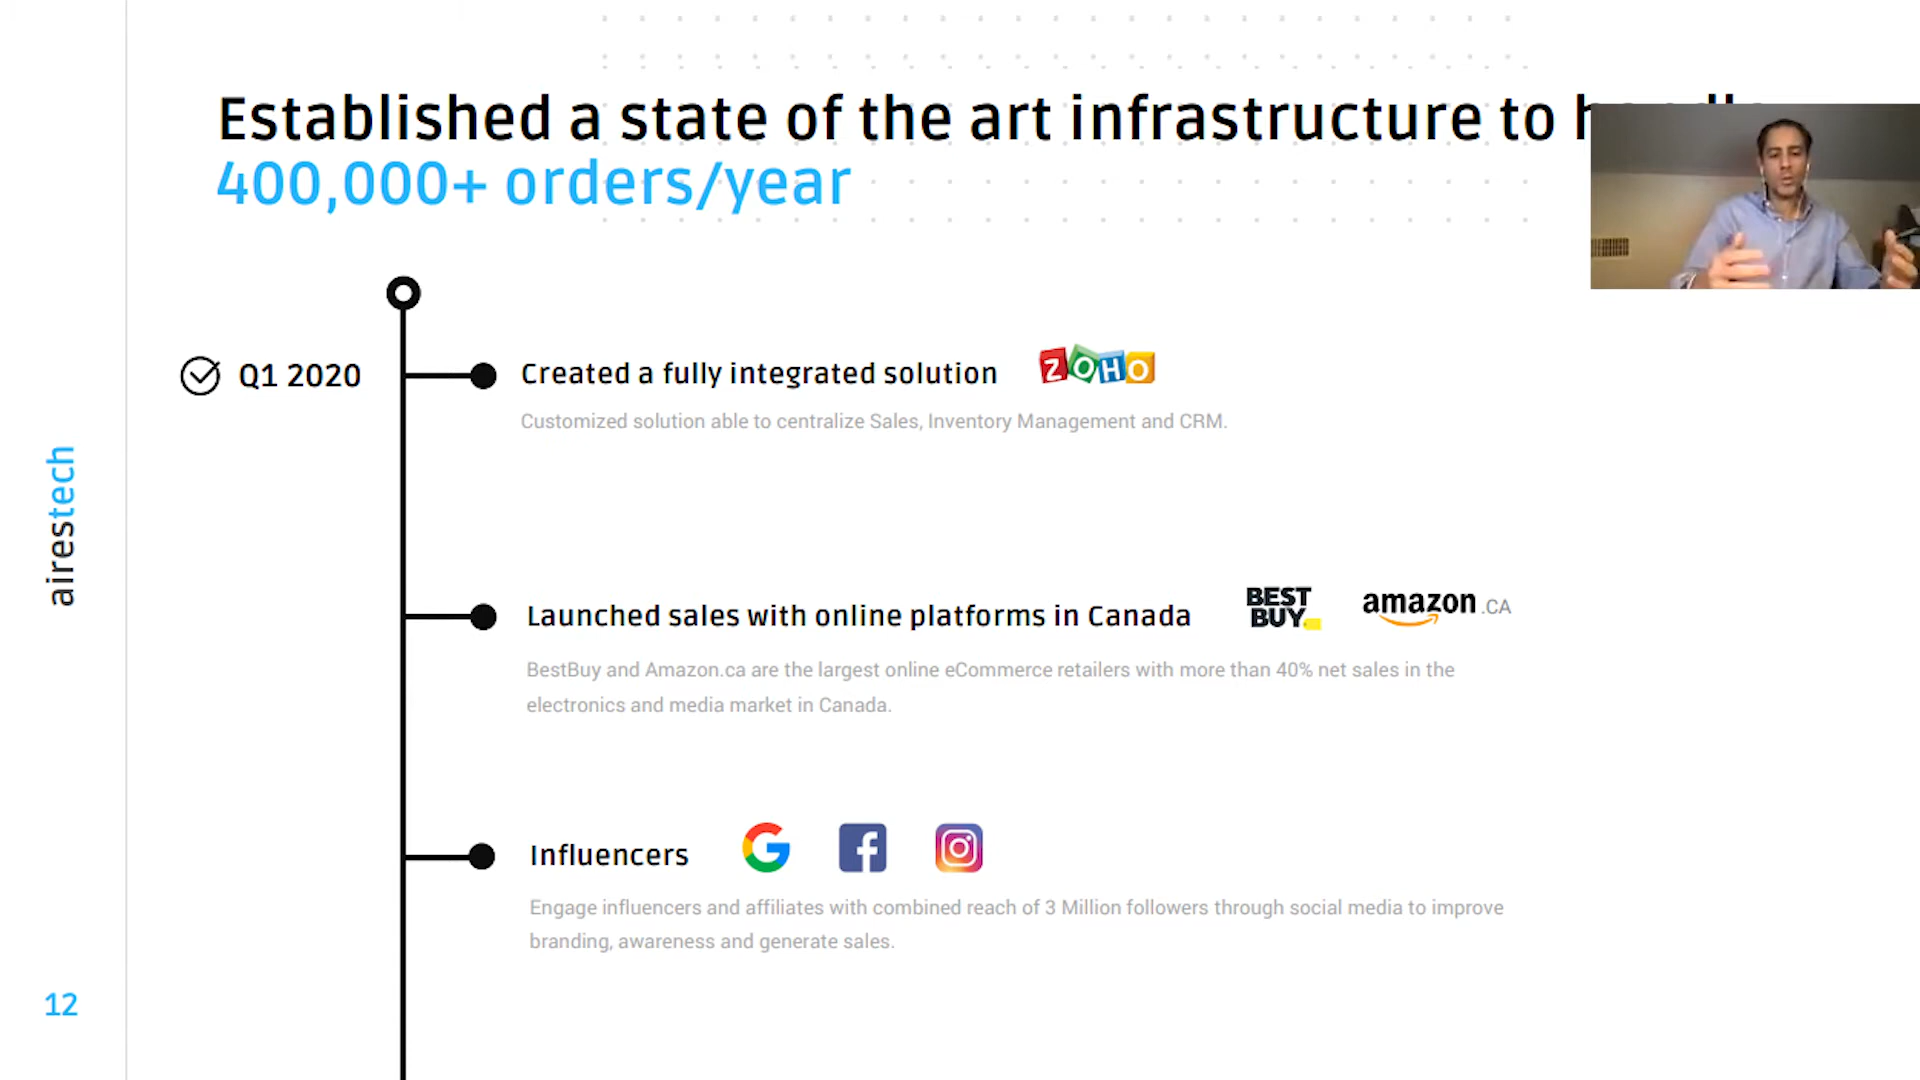 Established a state of the art infrastructure to
400,000+ orders/year
Q1 2020
Created a fully integrated solution
ZOHO
Customized solution able to centralize Sales, Inventory Management and CRM.
Launched sales with online platforms in Canada
BEST
BUY
amazon.CA
BestBuy and Amazon.ca are the largest online eCommerce retailers with more than 40% net sales in the
electronics and media market in Canada.
Influencers
Engage influencers and affiliates with combined reach of 3 Million followers through social media to improve
branding, awareness and generate sales.
airestech
12